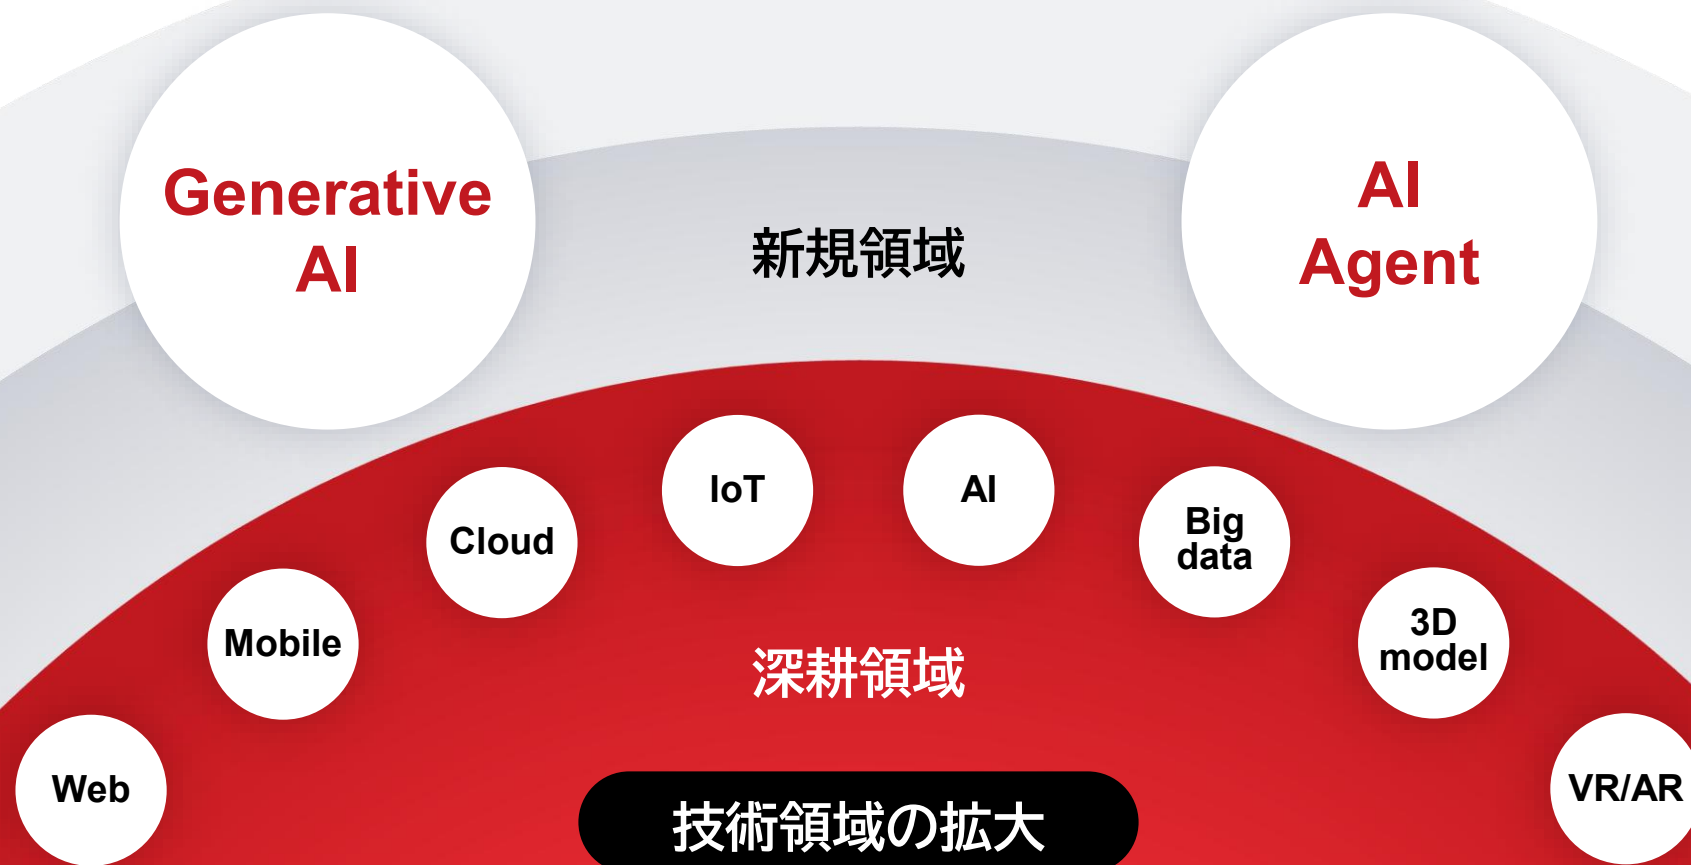 Generative
AI
新規領域
AI
Agent
IoT
AI
Cloud
Big
data
Mobile
3D
model
深耕領域
Web
VR/AR
技術領域の拡大